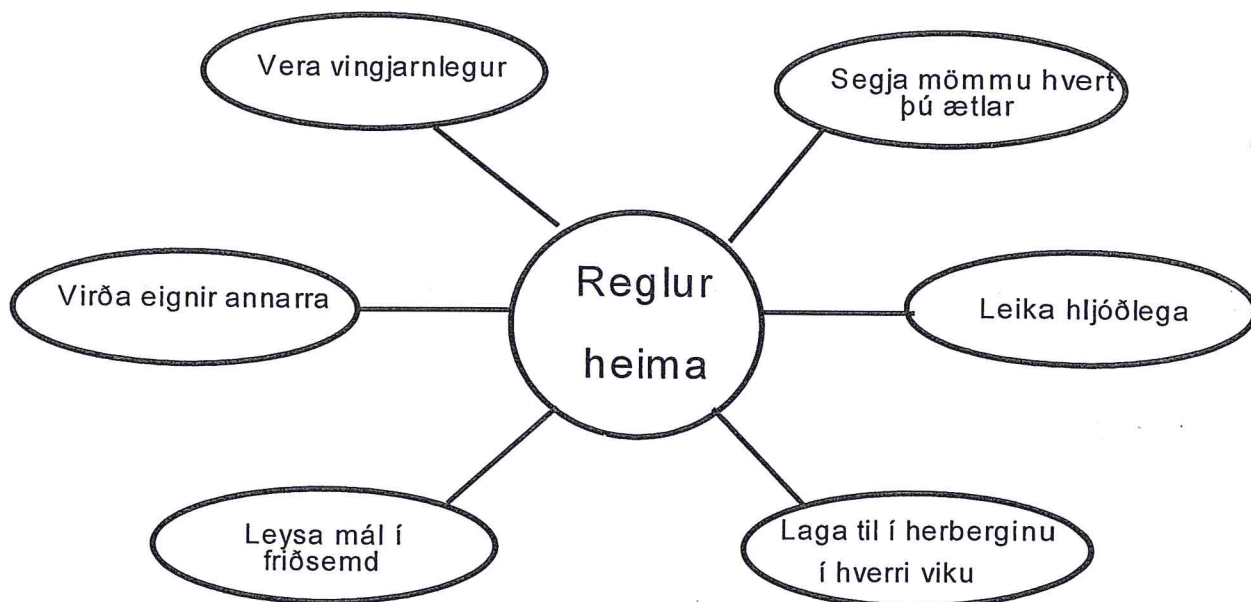 Vera vingjarnlegur
Segja mömmu hvert
þú ætlar
Virða eignir annarra
Reglur
heima
Leika hljóðlega
Leysa mál í
friðsemd
Laga til í herberginu
í hverri viku